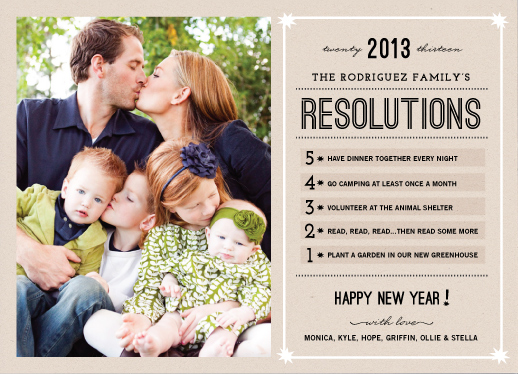 twenty 2013 thirteen
THE RODRIGUEZ FAMILY'S
RESOLUTIONS
5 * HAVE DINNER TOGETHER EVERY NIGHT
4 * GO CAMPING AT LEAST ONCE A MONTH
3 * VOLUNTEER AT THE ANIMAL SHELTER
2 * READ, READ, READ...THEN READ SOME MORE
1 * PLANT A GARDEN IN OUR NEW GREENHOUSE
HAPPY NEW YEAR!
with love
MONICA, KYLE, HOPE, GRIFFIN, OLLIE & STELLA